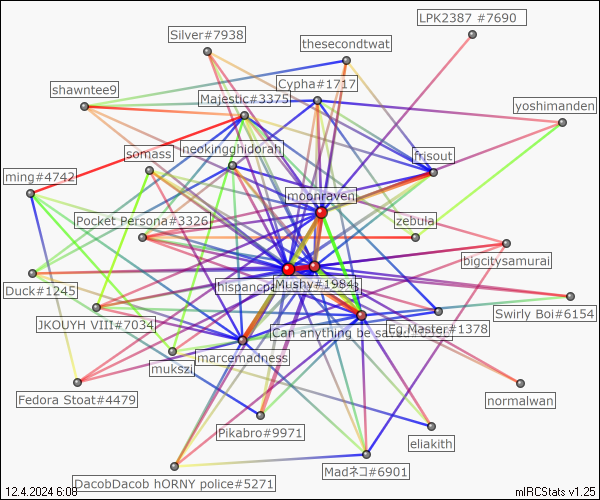 LPK2387 #7690
Silver#7938
thesecondtwat
Cypha#1717
shawntee9
Majestic#3375
yoshimanden
neokingghidorah
somass
frisout
ming#4742
moonraven
Pocket Persona#3326
zebula
bigcitysamurai
Duck#1245
Mushy#1984
Swirly Boi#6154
JKOUYH VIII#7034
Can anything be
Eg.Master#1378
marcemadness
mukszi
Fedora Stoat#4479
normalwan
Pikabro#9971
eliakith
Madネコ#6901
DacobDacob hORNY police#5271
12.4.2024 6:08
mIRCStats v1.25